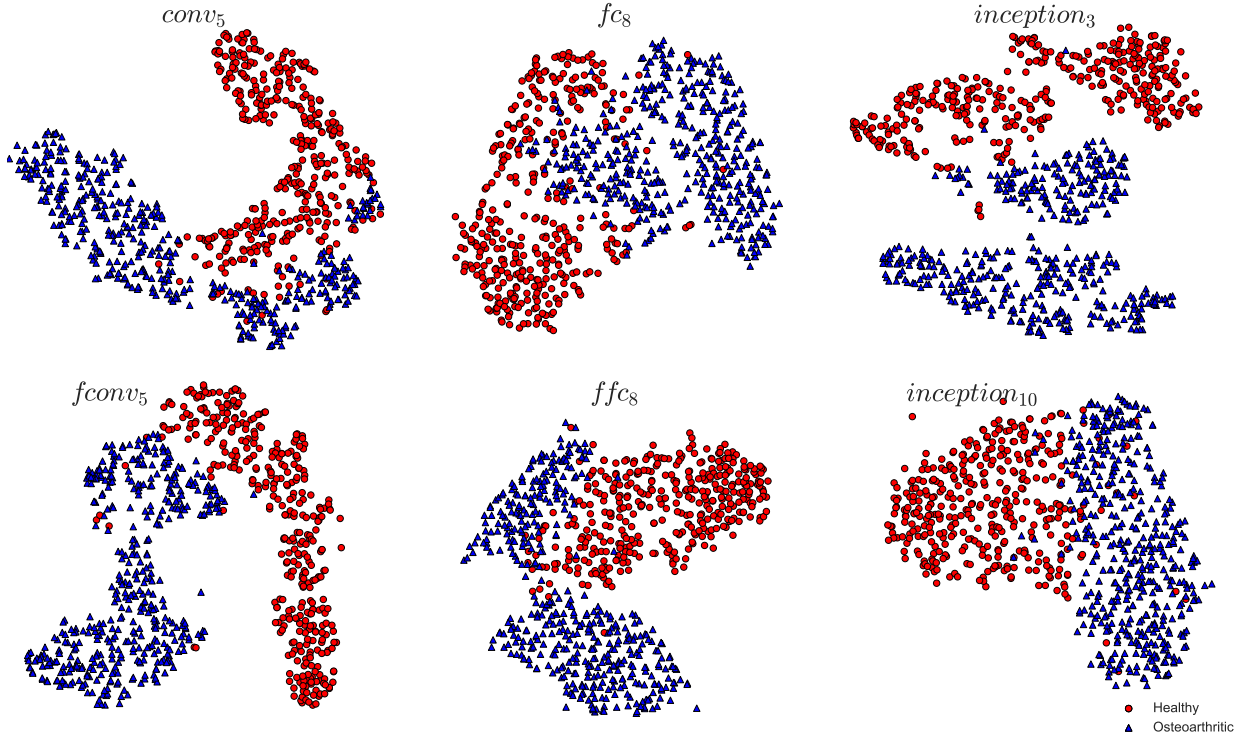 conv₅
fc₈
inception₃
fconv₅
ffc₈
inception₁₀
Healthy
Osteoarthritic